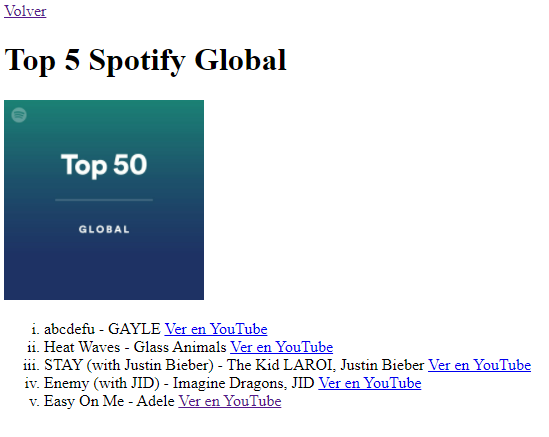 Volver
Top 5 Spotify Global
Top 50
GLOBAL
i. abcdefu - GAYLE Ver en YouTube
ii. Heat Waves - Glass Animals Ver en YouTube
iii. STAY (with Justin Bieber) - The Kid LAROI, Justin Bieber Ver en YouTube
iv. Enemy (with JID) - Imagine Dragons, JID Ver en YouTube
v. Easy On Me - Adele Ver en YouTube